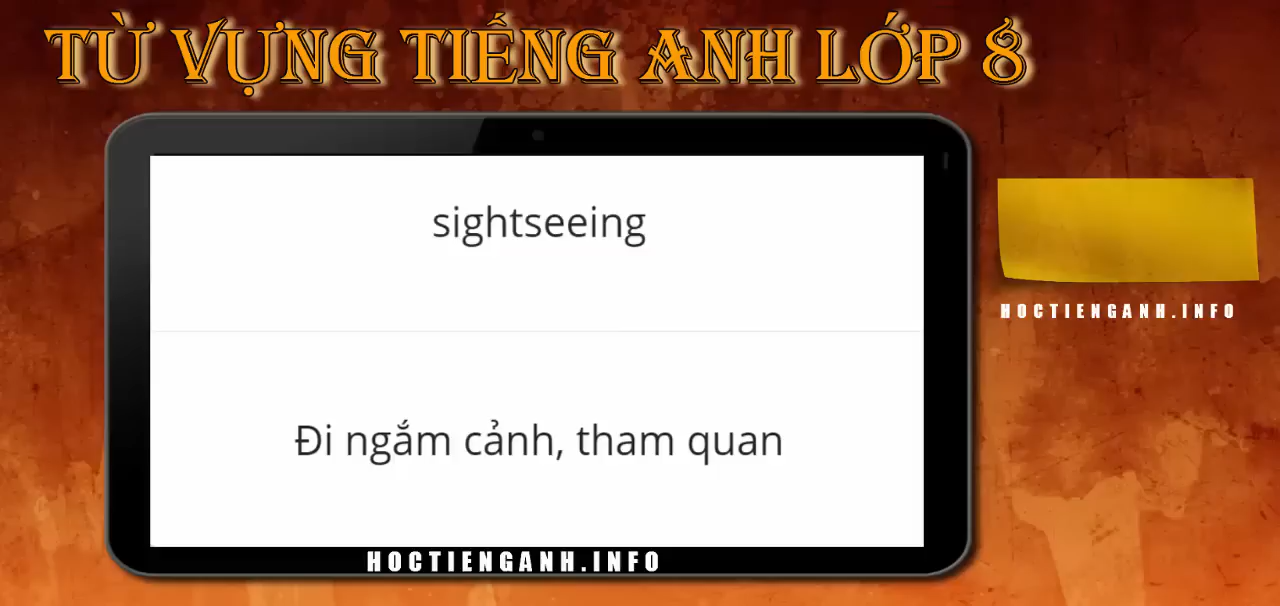 TỪ VỰNG TIẾNG ANH LỚP 8
sightseeing
Đi ngắm cảnh, tham quan
HOCTIENGANH.INFO
HOCTIENGANH.INFO